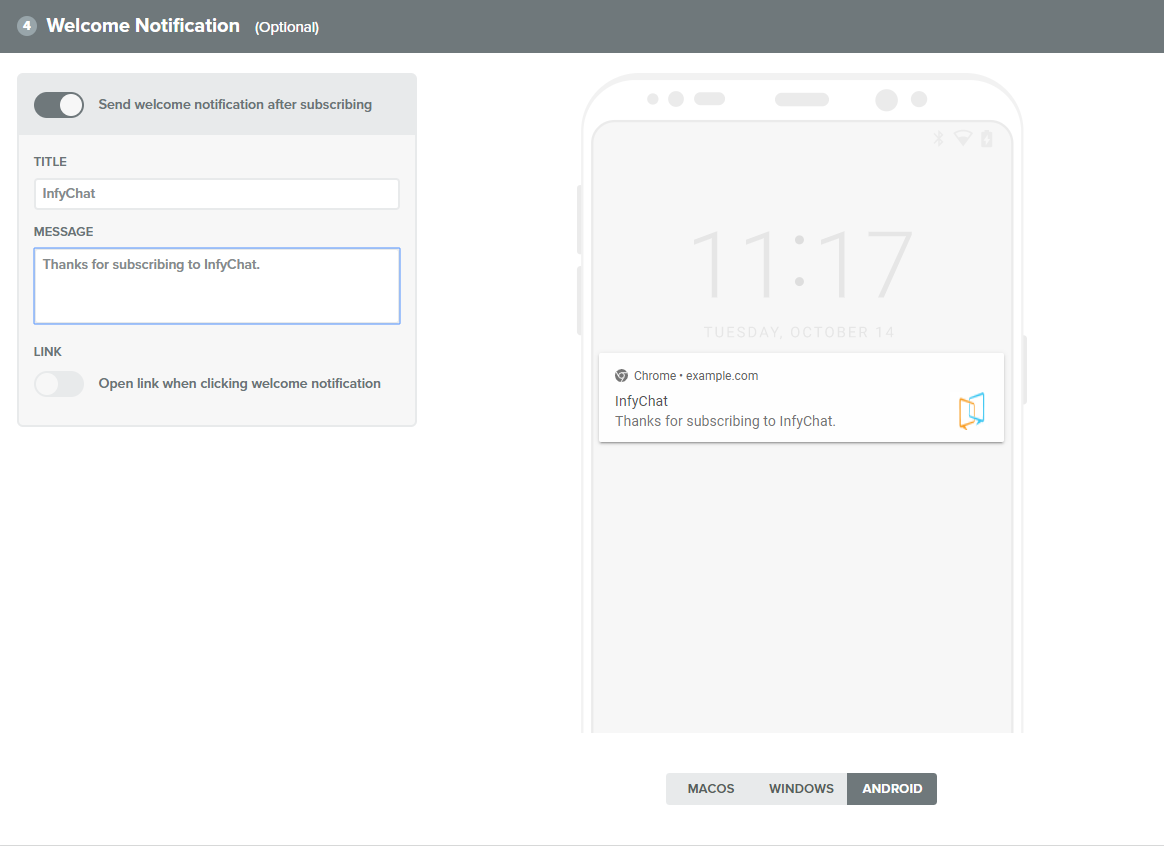 4 Welcome Notification (Optional)
Send welcome notification after subscribing
TITLE
InfyChat
MESSAGE
Thanks for subscribing to InfyChat.
LINK
Open link when clicking welcome notification
11:17
TUESDAY, OCTOBER 14
Chrome • example.com
InfyChat
Thanks for subscribing to InfyChat.
MACOS WINDOWS ANDROID